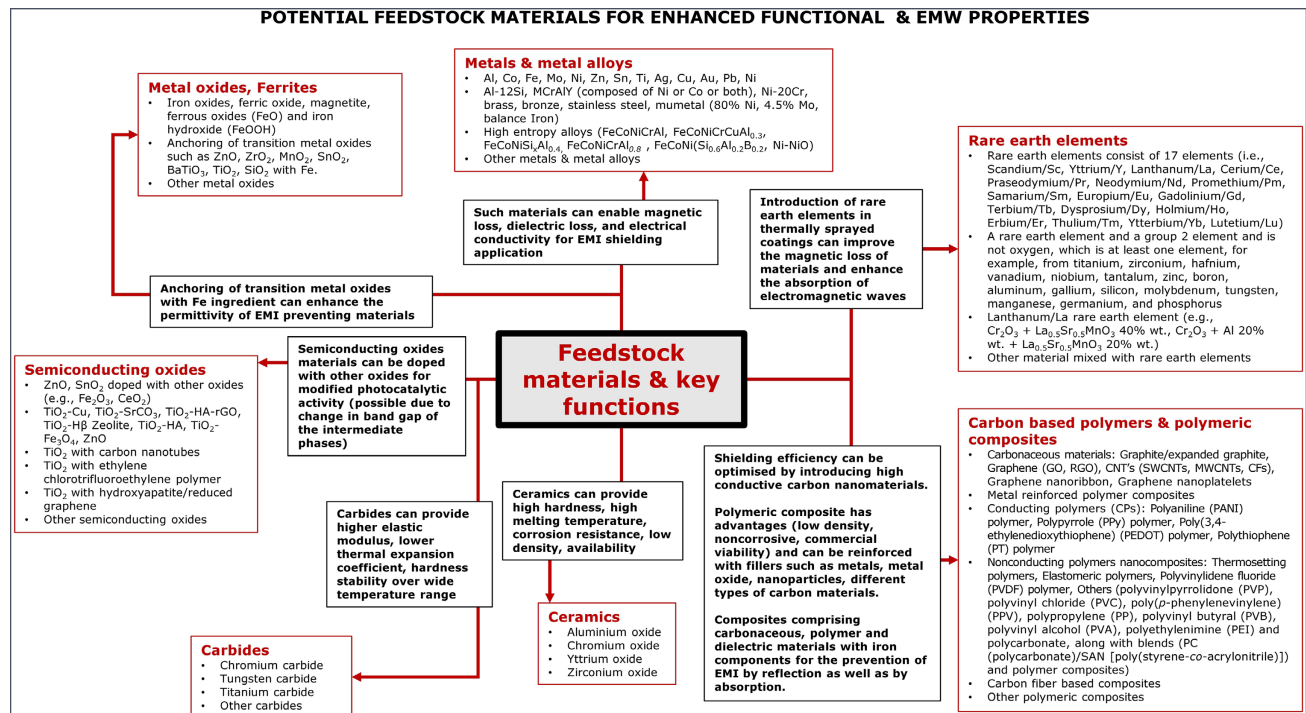 POTENTIAL FEEDSTOCK MATERIALS FOR ENHANCED FUNCTIONAL & EMW PROPERTIES
Metal oxides, Ferrites
• Iron oxides, ferric oxide, magnetite,
ferrous oxides (FeO) and iron
hydroxide (FeOOH)
• Anchoring of transition metal oxides
such as ZnO, ZrO₂, MnO₂, SnO₂,
BaTiO₃, TiO₂, SiO₂ with Fe.
• Other metal oxides
Metals & metal alloys
• Al, Co, Fe, Mo, Ni, Zn, Sn, Ti, Ag, Cu, Au, Pb, Ni
• Al-12Si, MCrAlY (composed of Ni or Co or both), Ni-20Cr,
brass, bronze, stainless steel, mumetal (80% Ni, 4.5% Mo,
balance Iron)
• High entropy alloys (FeCoNiCrAl, FeCoNiCrCuAl₀.₃,
FeCoNiSiₓAl₀.₄, FeCoNiCrAl₀.₈ , FeCoNi(Si₀.₆Al₀.₂B₀.₂, Ni-NiO)
• Other metals & metal alloys
Rare earth elements
• Rare earth elements consist of 17 elements (i.e.,
Scandium/Sc, Yttrium/Y, Lanthanum/La, Cerium/Ce,
Praseodymium/Pr, Neodymium/Nd, Promethium/Pm,
Samarium/Sm, Europium/Eu, Gadolinium/Gd,
Terbium/Tb, Dysprosium/Dy, Holmium/Ho,
Erbium/Er, Thulium/Tm, Ytterbium/Yb, Lutetium/Lu)
• A rare earth element and a group 2 element and is
not oxygen, which is at least one element, for
example, from titanium, zirconium, hafnium,
vanadium, niobium, tantalum, zinc, boron,
aluminum, gallium, silicon, molybdenum, tungsten,
manganese, germanium, and phosphorus
• Lanthanum/La rare earth element (e.g.,
Cr₂O₃ + La₀.₅Sr₀.₅MnO₃ 40% wt., Cr₂O₃ + Al 20%
wt. + La₀.₅Sr₀.₅MnO₃ 20% wt.)
• Other material mixed with rare earth elements
Such materials can enable magnetic
loss, dielectric loss, and electrical
conductivity for EMI shielding
application
Introduction of rare
earth elements in
thermally sprayed
coatings can improve
the magnetic loss of
materials and enhance
the absorption of
electromagnetic waves
Anchoring of transition metal oxides
with Fe ingredient can enhance the
permittivity of EMI preventing materials
Feedstock
materials & key
functions
Semiconducting oxides
materials can be doped
with other oxides for
modified photocatalytic
activity (possible due to
change in band gap of
the intermediate
phases)
Semiconducting oxides
• ZnO, SnO₂ doped with other oxides
(e.g., Fe₂O₃, CeO₂)
• TiO₂-Cu, TiO₂-SrCO₃, TiO₂-HA-rGO,
TiO₂-Hβ Zeolite, TiO₂-HA, TiO₂-
Fe₃O₄, ZnO
• TiO₂ with carbon nanotubes
• TiO₂ with ethylene
chlorotrifluoroethylene polymer
• TiO₂ with hydroxyapatite/reduced
graphene
• Other semiconducting oxides
Carbides can provide
higher elastic
modulus, lower
thermal expansion
coefficient, hardness
stability over wide
temperature range
Ceramics can provide
high hardness, high
melting temperature,
corrosion resistance, low
density, availability
Shielding efficiency can be
optimised by introducing high
conductive carbon nanomaterials.
Polymeric composite has
advantages (low density,
noncorrosive, commercial
viability) and can be reinforced
with fillers such as metals, metal
oxide, nanoparticles, different
types of carbon materials.
Composites comprising
carbonaceous, polymer and
dielectric materials with iron
components for the prevention of
EMI by reflection as well as by
absorption.
Carbon based polymers & polymeric
composites
• Carbonaceous materials: Graphite/expanded graphite,
Graphene (GO, RGO), CNT's (SWCNTs, MWCNTs, CFs),
Graphene nanoribbon, Graphene nanoplatelets
• Metal reinforced polymer composites
• Conducting polymers (CPs): Polyaniline (PANI)
polymer, Polypyrrole (PPy) polymer, Poly(3,4-
ethylenedioxythiophene) (PEDOT) polymer, Polythiophene
(PT) polymer
• Nonconducting polymers nanocomposites: Thermosetting
polymers, Elastomeric polymers, Polyvinylidene fluoride
(PVDF) polymer, Others (polyvinylpyrrolidone (PVP),
polyvinyl chloride (PVC), poly(p-phenylenevinylene)
(PPV), polypropylene (PP), polyvinyl butyral (PVB),
polyvinyl alcohol (PVA), polyethylenimine (PEI) and
polycarbonate, along with blends (PC
(polycarbonate)/SAN [poly(styrene-co-acrylonitrile)])
and polymer composites)
• Carbon fiber based composites
• Other polymeric composites
Carbides
• Chromium carbide
• Tungsten carbide
• Titanium carbide
• Other carbides
Ceramics
• Aluminium oxide
• Chromium oxide
• Yttrium oxide
• Zirconium oxide